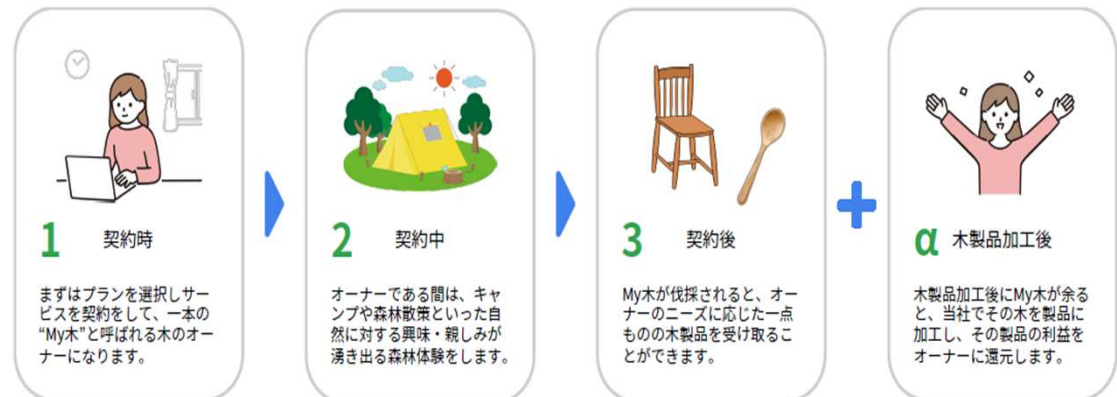 1 契約時
まずはプランを選択しサー
ビスを契約をして、一本の
“My木”と呼ばれる木のオー
ナーになります。
2 契約中
オーナーである間は、キャ
ンプや森林散策といった自
然に対する興味・親しみが
湧き出る森林体験をします。
3 契約後
My木が伐採されると、オー
ナーのニーズに応じた一点
ものの木製品を受け取るこ
とができます。
α 木製品加工後
木製品加工後にMy木が余る
と、当社でその木を製品に
加工し、その製品の利益を
オーナーに還元します。